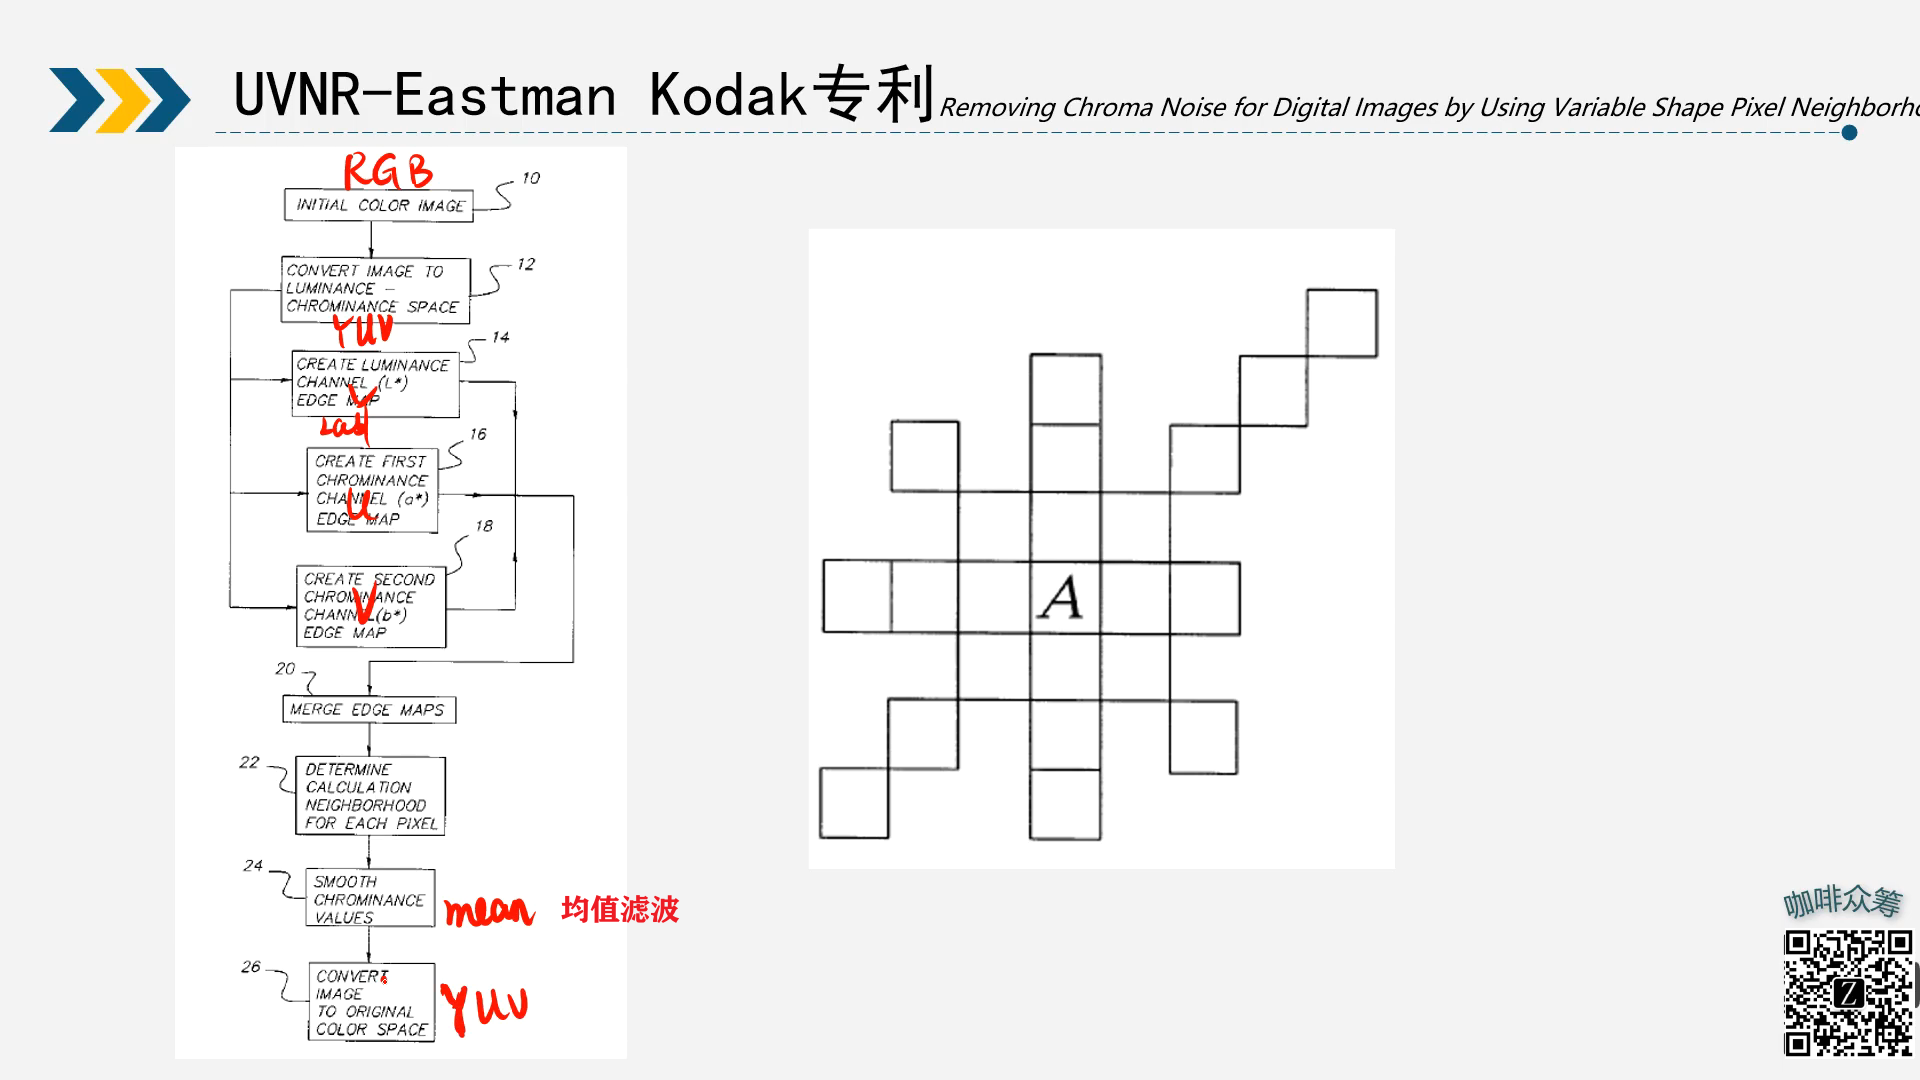 UVNR-Eastman Kodak专利 Removing Chroma Noise for Digital Images by Using Variable Shape Pixel Neighborho
RGB
10
INITIAL COLOR IMAGE
12
CONVERT IMAGE TO
LUMINANCE -
CHROMINANCE SPACE
YUV
14
CREATE LUMINANCE
CHANNEL (L*)
EDGE MAP
Y
Lab
16
CREATE FIRST
CHROMINANCE
CHANNEL (a*)
EDGE MAP
U
18
CREATE SECOND
CHROMINANCE
CHANNEL (b*)
EDGE MAP
V
20
MERGE EDGE MAPS
22
DETERMINE
CALCULATION
NEIGHBORHOOD
FOR EACH PIXEL
24
SMOOTH
CHROMINANCE
VALUES
mean 均值滤波
26
CONVERT
IMAGE
TO ORIGINAL
COLOR SPACE
YUV
A
咖啡众筹
Z